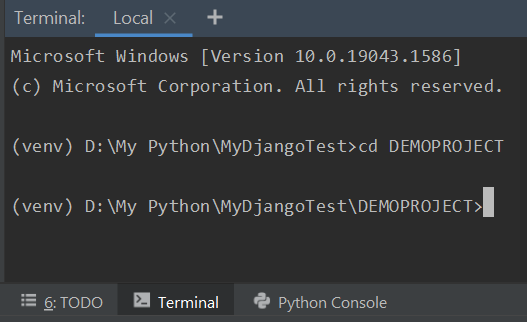 Terminal: Local × +
Microsoft Windows [Version 10.0.19043.1586]
(c) Microsoft Corporation. All rights reserved.
(venv) D:\My Python\MyDjangoTest>cd DEMOPROJECT
(venv) D:\My Python\MyDjangoTest\DEMOPROJECT>
6: TODO Terminal Python Console